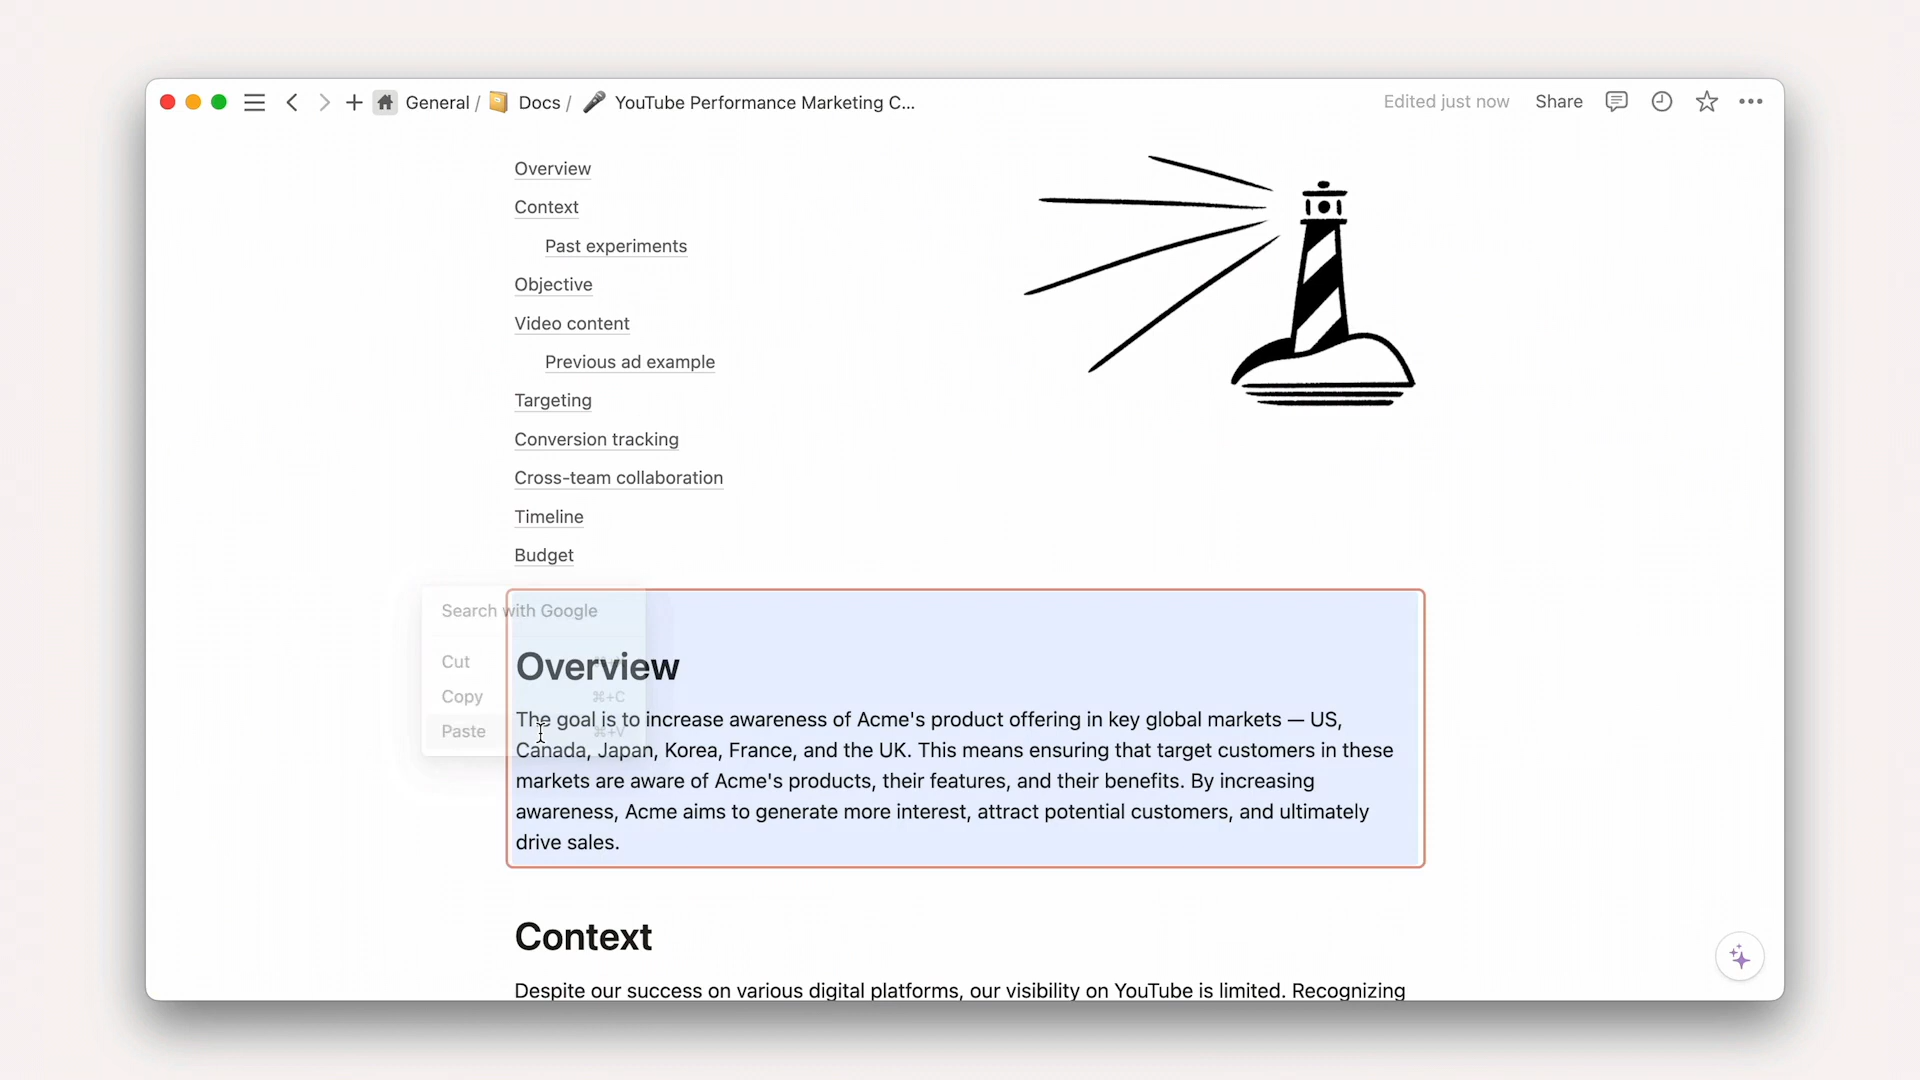 General / Docs / YouTube Performance Marketing C...
Edited just now Share
Overview
Context
Past experiments
Objective
Video content
Previous ad example
Targeting
Conversion tracking
Cross-team collaboration
Timeline
Budget
Search with Google
Cut
Copy ⌘+C
Paste ⌘+V
Overview
The goal is to increase awareness of Acme's product offering in key global markets — US,
Canada, Japan, Korea, France, and the UK. This means ensuring that target customers in these
markets are aware of Acme's products, their features, and their benefits. By increasing
awareness, Acme aims to generate more interest, attract potential customers, and ultimately
drive sales.
Context
Despite our success on various digital platforms, our visibility on YouTube is limited. Recognizing